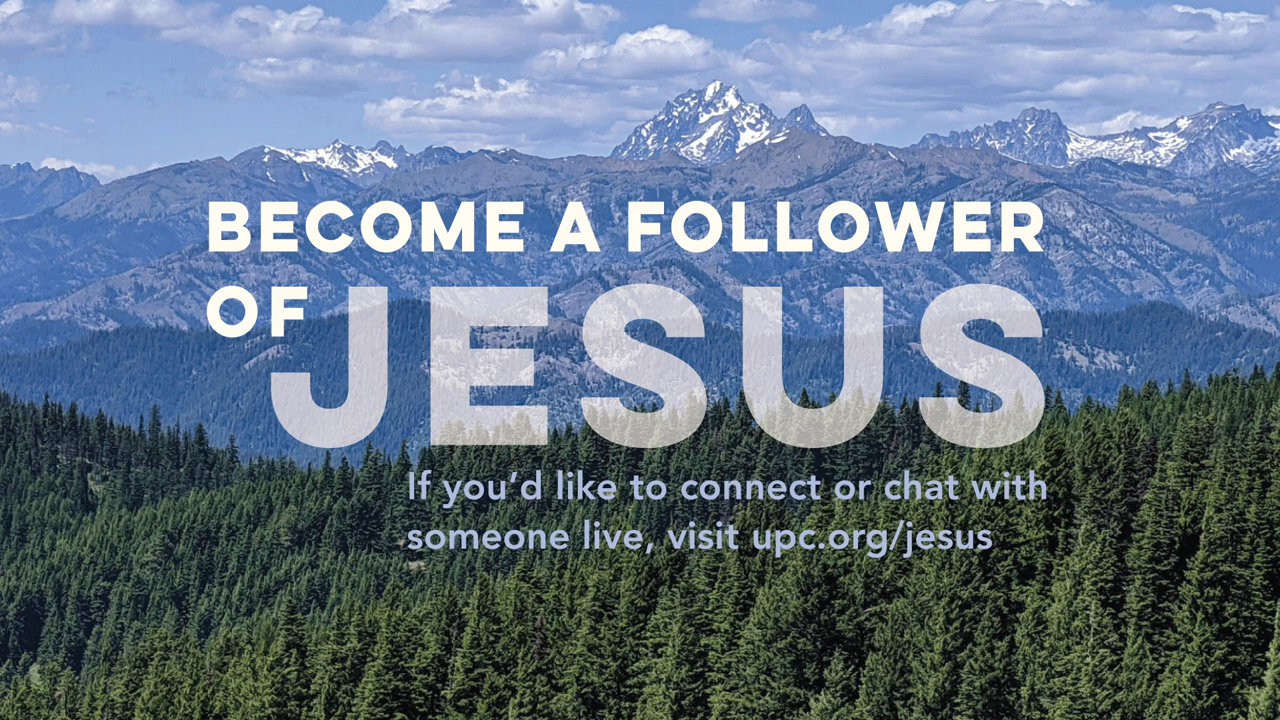 BECOME A FOLLOWER
OF JESUS
If you’d like to connect or chat with
someone live, visit upc.org/jesus